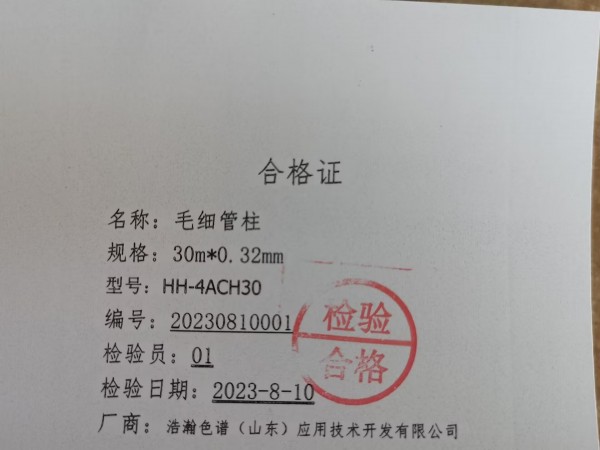 合格证
名称：毛细管柱
规格：30m*0.32mm
型号：HH-4ACH30
编号：20230810001
检验
检验员：01
合格
检验日期：2023-8-10
厂商：浩瀚色谱（山东）应用技术开发有限公司